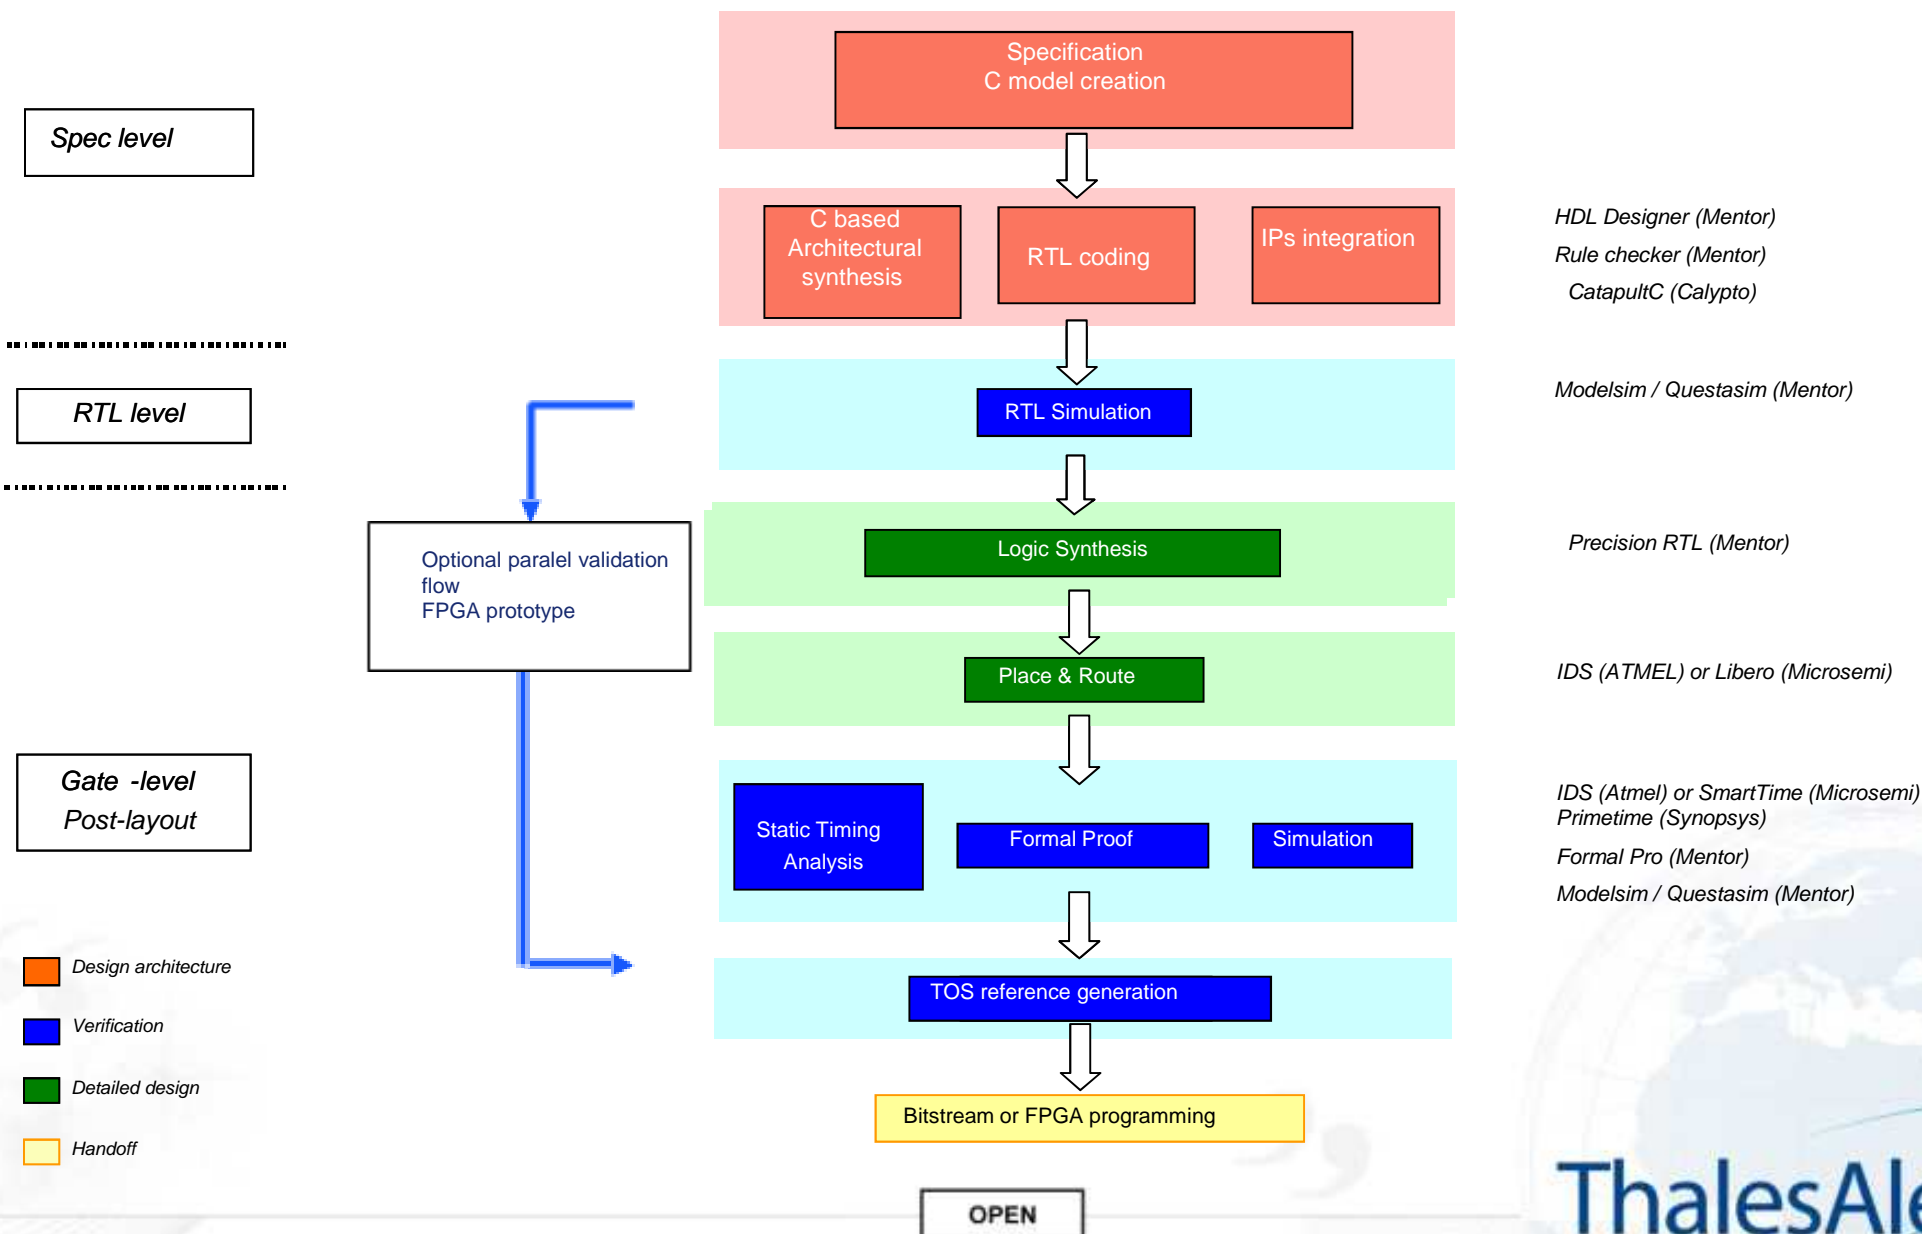 Specification
C model creation
Spec level
C based
Architectural
synthesis
RTL coding
IPs integration
HDL Designer (Mentor)
Rule checker (Mentor)
CatapultC (Calypto)
RTL level
RTL Simulation
Modelsim / Questasim (Mentor)
Optional paralel validation
flow
FPGA prototype
Logic Synthesis
Precision RTL (Mentor)
Place & Route
IDS (ATMEL) or Libero (Microsemi)
Gate -level
Post-layout
Static Timing
Analysis
Formal Proof
Simulation
IDS (Atmel) or SmartTime (Microsemi)
Primetime (Synopsys)
Formal Pro (Mentor)
Modelsim / Questasim (Mentor)
Design architecture
Verification
Detailed design
Handoff
TOS reference generation
Bitstream or FPGA programming
OPEN
ThalesAle